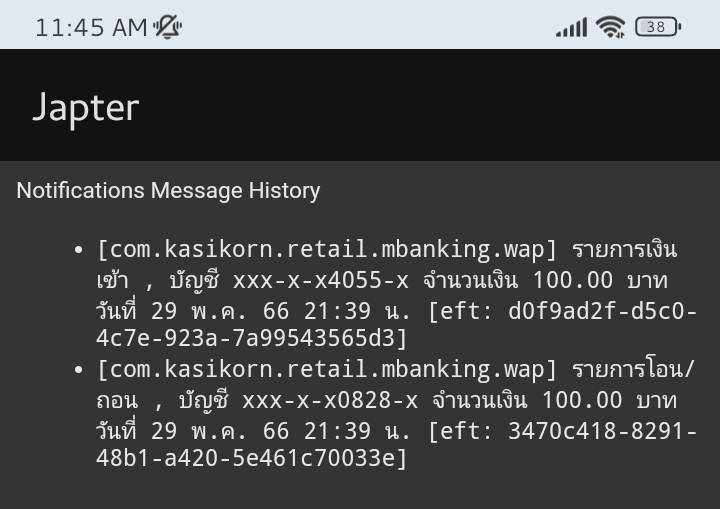 11:45 AM
38
Japter
Notifications Message History
• [com.kasikorn.retail.mbanking.wap] รายการเงิน
เข้า , บัญชี xxx-x-x4055-x จำนวนเงิน 100.00 บาท
วันที่ 29 พ.ค. 66 21:39 น. [eft: d0f9ad2f-d5c0-
4c7e-923a-7a99543565d3]
• [com.kasikorn.retail.mbanking.wap] รายการโอน/
ถอน , บัญชี xxx-x-x0828-x จำนวนเงิน 100.00 บาท
วันที่ 29 พ.ค. 66 21:39 น. [eft: 3470c418-8291-
48b1-a420-5e461c70033e]